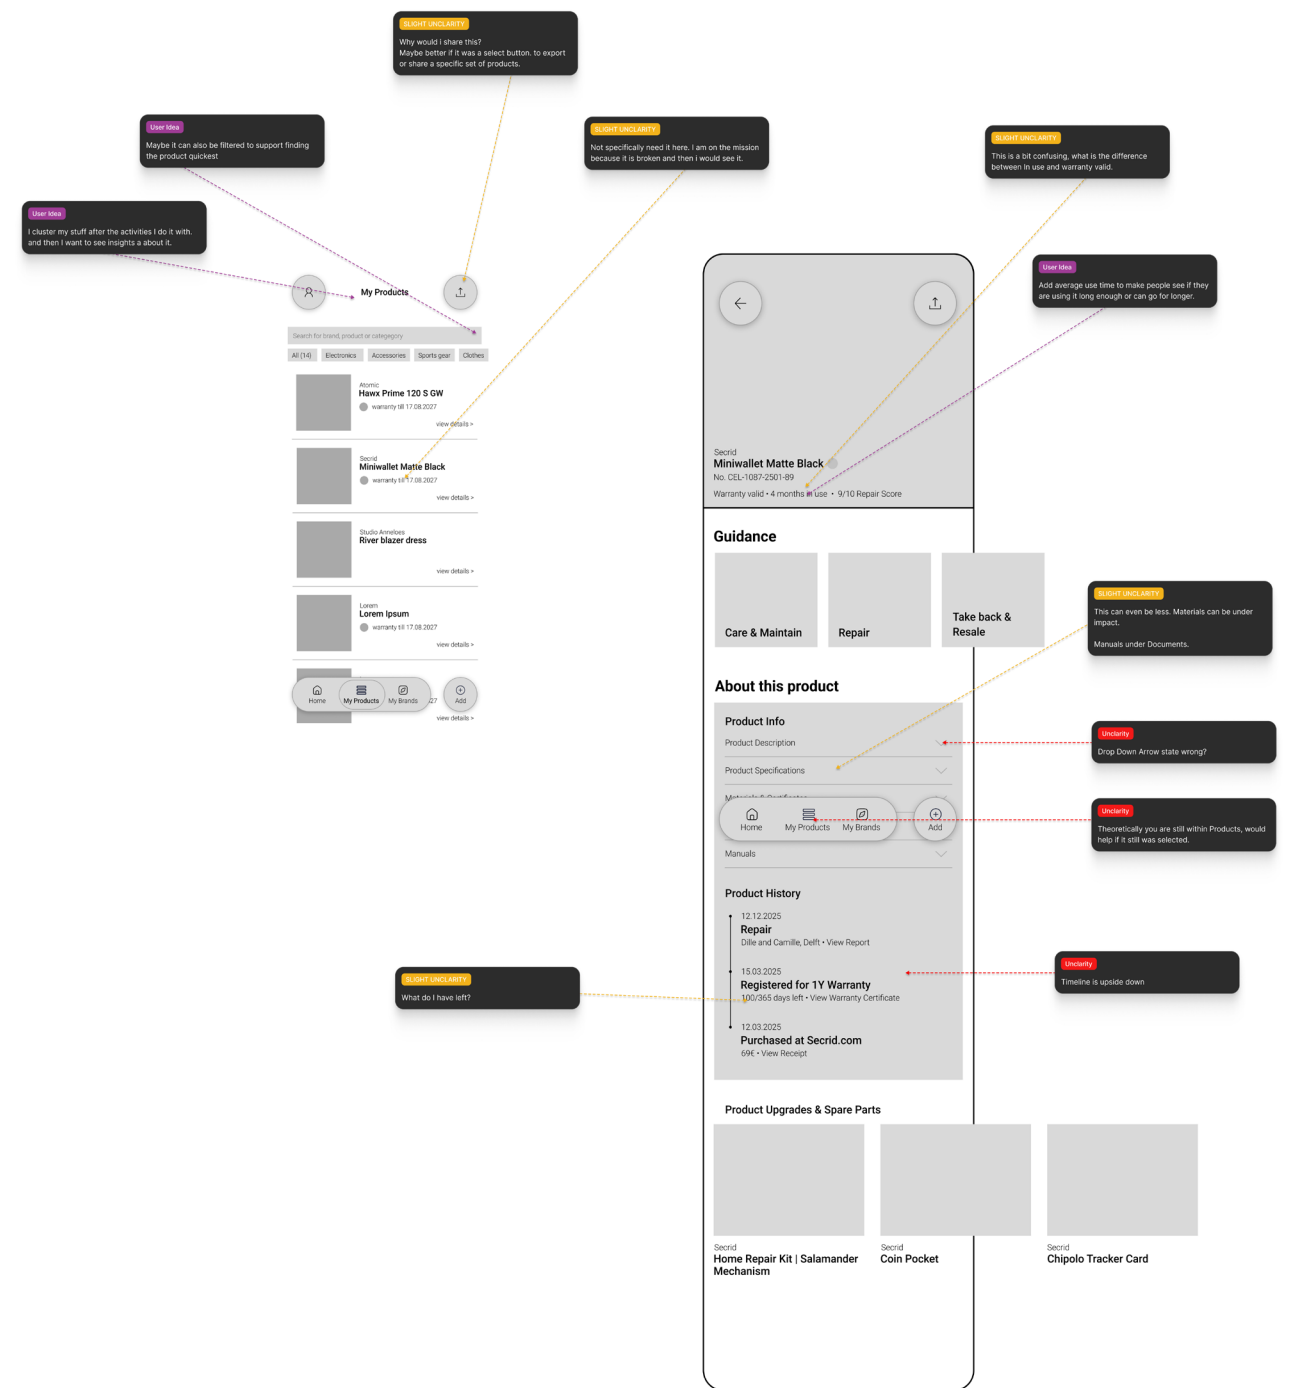 SLIGHT UNCLARITY
Why would i share this?
Maybe better if it was a select button. to export
or share a specific set of products.
User Idea
Maybe it can also be filtered to support finding
the product quickest
SLIGHT UNCLARITY
Not specifically need it here. I am on the mission
because it is broken and then i would see it.
SLIGHT UNCLARITY
This is a bit confusing, what is the difference
between In use and warranty valid.
User Idea
I cluster my stuff after the activities I do it with.
and then I want to see insights a about it.
User Idea
Add average use time to make people see if they
are using it long enough or can go for longer.
My Products
Search for brand, product or categegory
All (14)
Electronics
Accessories
Sports gear
Clothes
Atomic
Hawx Prime 120 S GW
warranty till 17.08.2027
view details >
Secrid
Miniwallet Matte Black
warranty till 17.08.2027
view details >
Studio Anneloes
River blazer dress
view details >
Lorem
Lorem Ipsum
warranty till 17.08.2027
view details >
27
Home
My Products
My Brands
Add
view details >
Secrid
Miniwallet Matte Black
No. CEL-1087-2501-89
Warranty valid • 4 months in use • 9/10 Repair Score
Guidance
Care & Maintain
Repair
Take back &
Resale
About this product
Product Info
Product Description
Product Specifications
Materials & Certificates
Home
My Products
My Brands
Add
Manuals
Product History
12.12.2025
Repair
Dille and Camille, Delft • View Report
15.03.2025
Registered for 1Y Warranty
100/365 days left • View Warranty Certificate
12.03.2025
Purchased at Secrid.com
69€ • View Receipt
Product Upgrades & Spare Parts
Secrid
Home Repair Kit | Salamander
Mechanism
Secrid
Coin Pocket
Secrid
Chipolo Tracker Card
SLIGHT UNCLARITY
This can even be less. Materials can be under
impact.
Manuals under Documents.
Unclarity
Drop Down Arrow state wrong?
Unclarity
Theoretically you are still within Products, would
help if it still was selected.
Unclarity
Timeline is upside down
SLIGHT UNCLARITY
What do I have left?